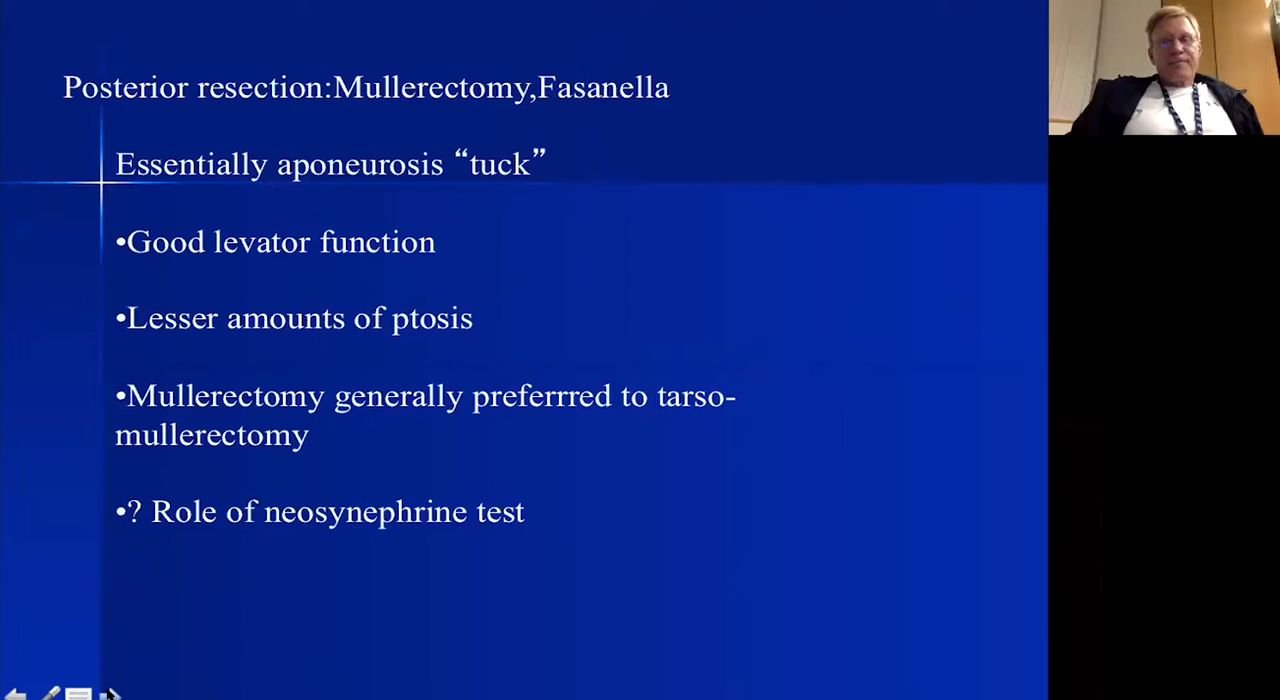 Posterior resection:Mullerectomy,Fasanella
Essentially aponeurosis “tuck”
•Good levator function
•Lesser amounts of ptosis
•Mullerectomy generally preferrred to tarso-
mullerectomy
•? Role of neosynephrine test